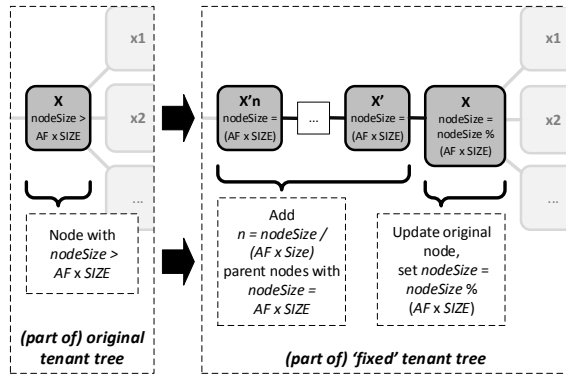 x1
X
nodeSize >
AF x SIZE
x2
...
Node with
nodeSize >
AF x SIZE
(part of) original
tenant tree
x1
X'n
nodeSize =
(AF x SIZE)
...
X'
nodeSize =
(AF x SIZE)
X
nodeSize =
nodeSize %
(AF x SIZE)
x2
...
Add
n = nodeSize /
(AF x Size)
parent nodes with
nodeSize =
AF x SIZE
Update original
node,
set nodeSize =
nodeSize %
(AF x SIZE)
(part of) ‘fixed’ tenant tree